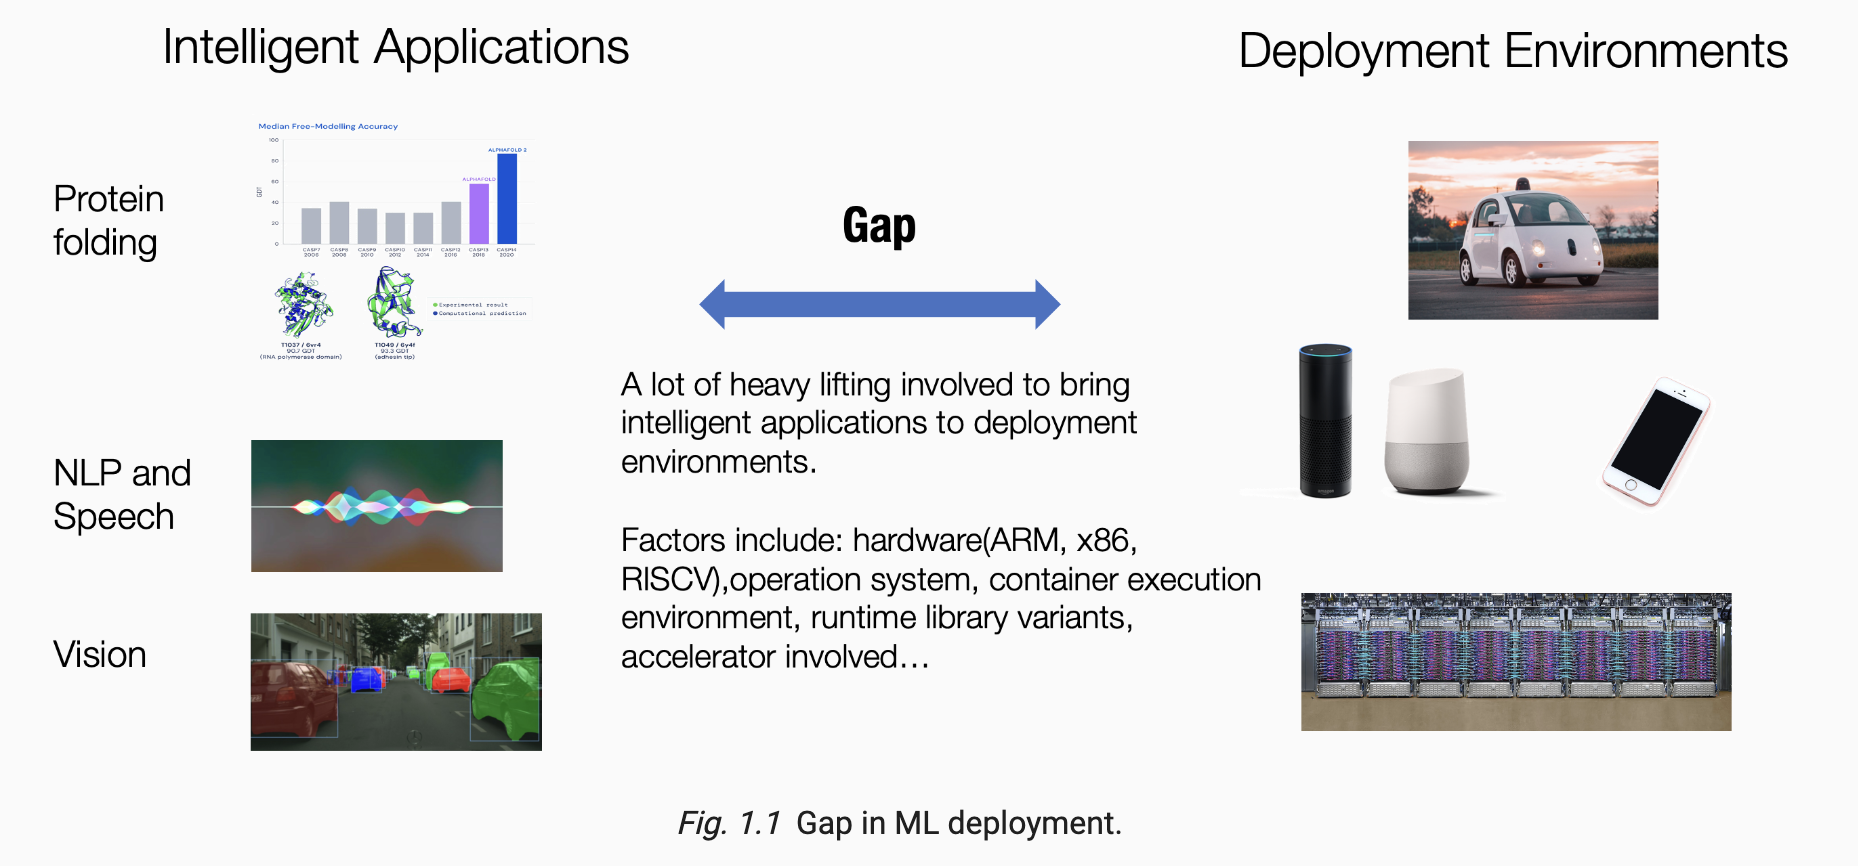 Intelligent Applications
Deployment Environments
Protein
folding
Median Free-Modelling Accuracy
GDT
100
80
60
40
20
0
ALPHAFOLD
ALPHAFOLD 2
CASP7
2006
CASP8
2008
CASP9
2010
CASP10
2012
CASP11
2014
CASP12
2016
CASP13
2018
CASP14
2020
Experimental result
Computational prediction
T1037 / 6vr4
90.7 GDT
(RNA polymerase domain)
T1049 / 6y4f
93.3 GDT
(adhesin tip)
Gap
A lot of heavy lifting involved to bring
intelligent applications to deployment
environments.
NLP and
Speech
Factors include: hardware(ARM, x86,
RISCV),operation system, container execution
environment, runtime library variants,
accelerator involved...
Vision
Fig. 1.1 Gap in ML deployment.